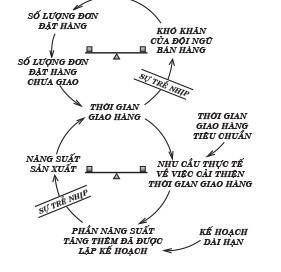 SỐ LƯỢNG ĐƠN
ĐẶT HÀNG
KHÓ KHĂN
CỦA ĐỘI NGŨ
BÁN HÀNG
SỐ LƯỢNG ĐƠN
ĐẶT HÀNG
CHƯA GIAO
SỰ TRỄ NHỊP
THỜI GIAN
GIAO HÀNG
THỜI GIAN
GIAO HÀNG
TIÊU CHUẨN
NĂNG SUẤT
SẢN XUẤT
NHU CẦU THỰC TẾ
VỀ VIỆC CẢI THIỆN
THỜI GIAN GIAO HÀNG
SỰ TRỄ NHỊP
PHẦN NĂNG SUẤT
TĂNG THÊM ĐÃ ĐƯỢC
LẬP KẾ HOẠCH
KẾ HOẠCH
DÀI HẠN